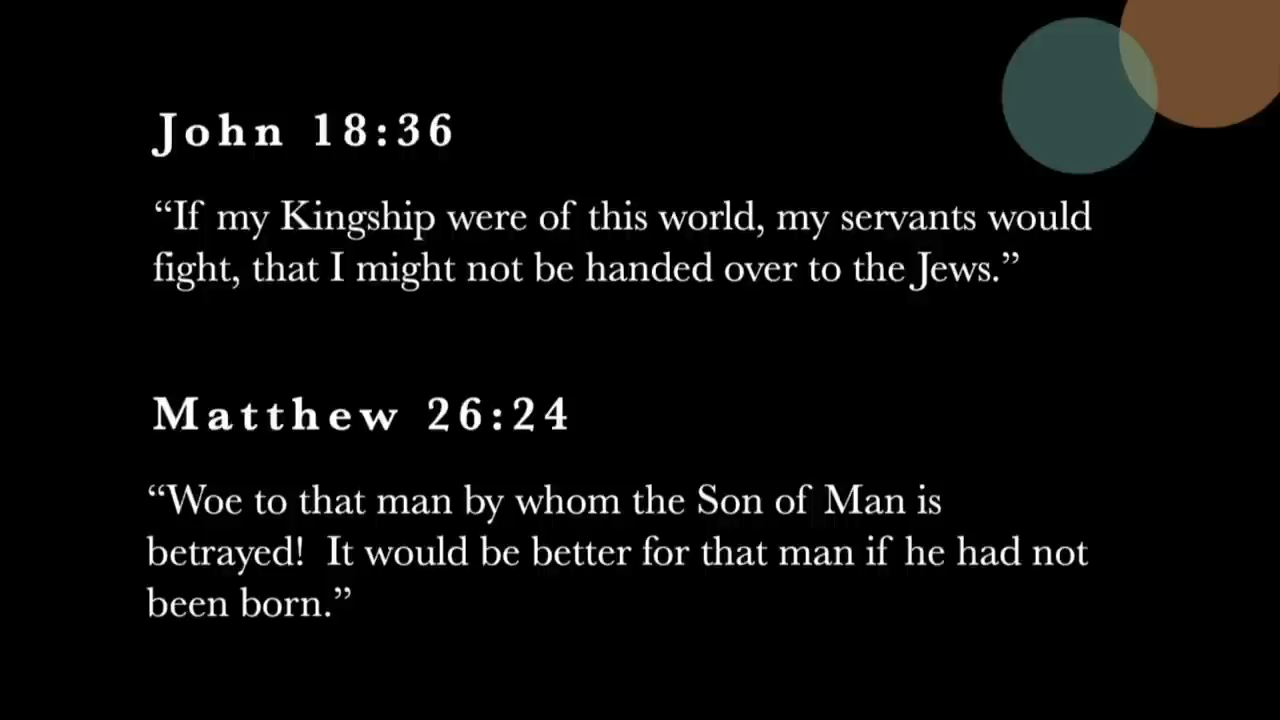 John 18:36
“If my Kingship were of this world, my servants would
fight, that I might not be handed over to the Jews.”
Matthew 26:24
“Woe to that man by whom the Son of Man is
betrayed!  It would be better for that man if he had not
been born.”